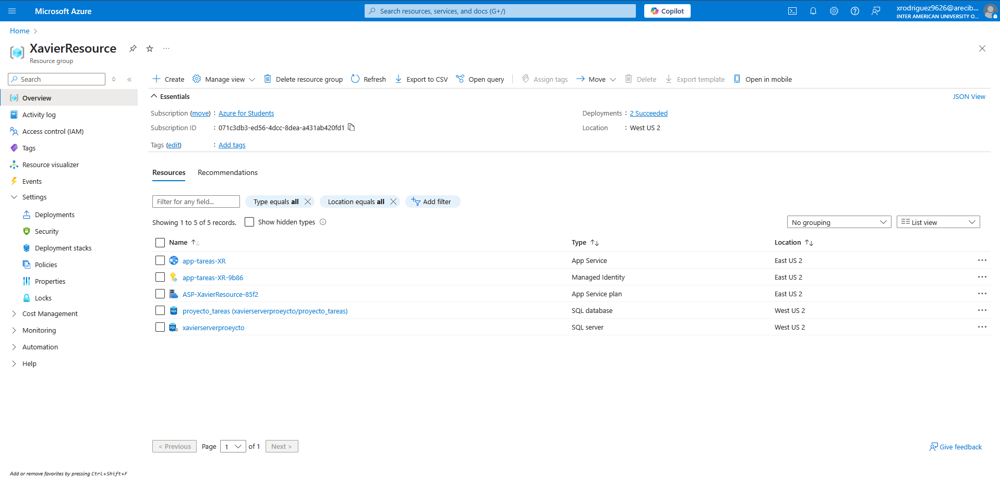 Microsoft Azure
Search resources, services, and docs (G+/)
Copilot
xrodriguez9626@arecib...
INTER AMERICAN UNIVERSITY O...
Home
XavierResource
Resource group
Search
Overview
Activity log
Access control (IAM)
Tags
Resource visualizer
Events
Settings
Deployments
Security
Deployment stacks
Policies
Properties
Locks
Cost Management
Monitoring
Automation
Help
Create Manage view Delete resource group Refresh Export to CSV Open query Assign tags Move Delete Export template Open in mobile
Essentials
JSON View
Subscription (move) : Azure for Students
Deployments : 2 Succeeded
Subscription ID : 071c3db3-ed56-4dcc-8dea-a431ab420fd1
Location : West US 2
Tags (edit) : Add tags
Resources Recommendations
Filter for any field... Type equals all Location equals all Add filter
Showing 1 to 5 of 5 records. Show hidden types
No grouping List view
Name Type Location
app-tareas-XR App Service East US 2
app-tareas-XR-9b86 Managed Identity East US 2
ASP-XavierResource-85f2 App Service plan East US 2
proyecto_tareas (xavierserverproeycto/proyecto_tareas) SQL database West US 2
xavierserverproeycto SQL server West US 2
< Previous Page 1 of 1 Next >
Give feedback
Add or remove favorites by pressing Ctrl+Shift+F